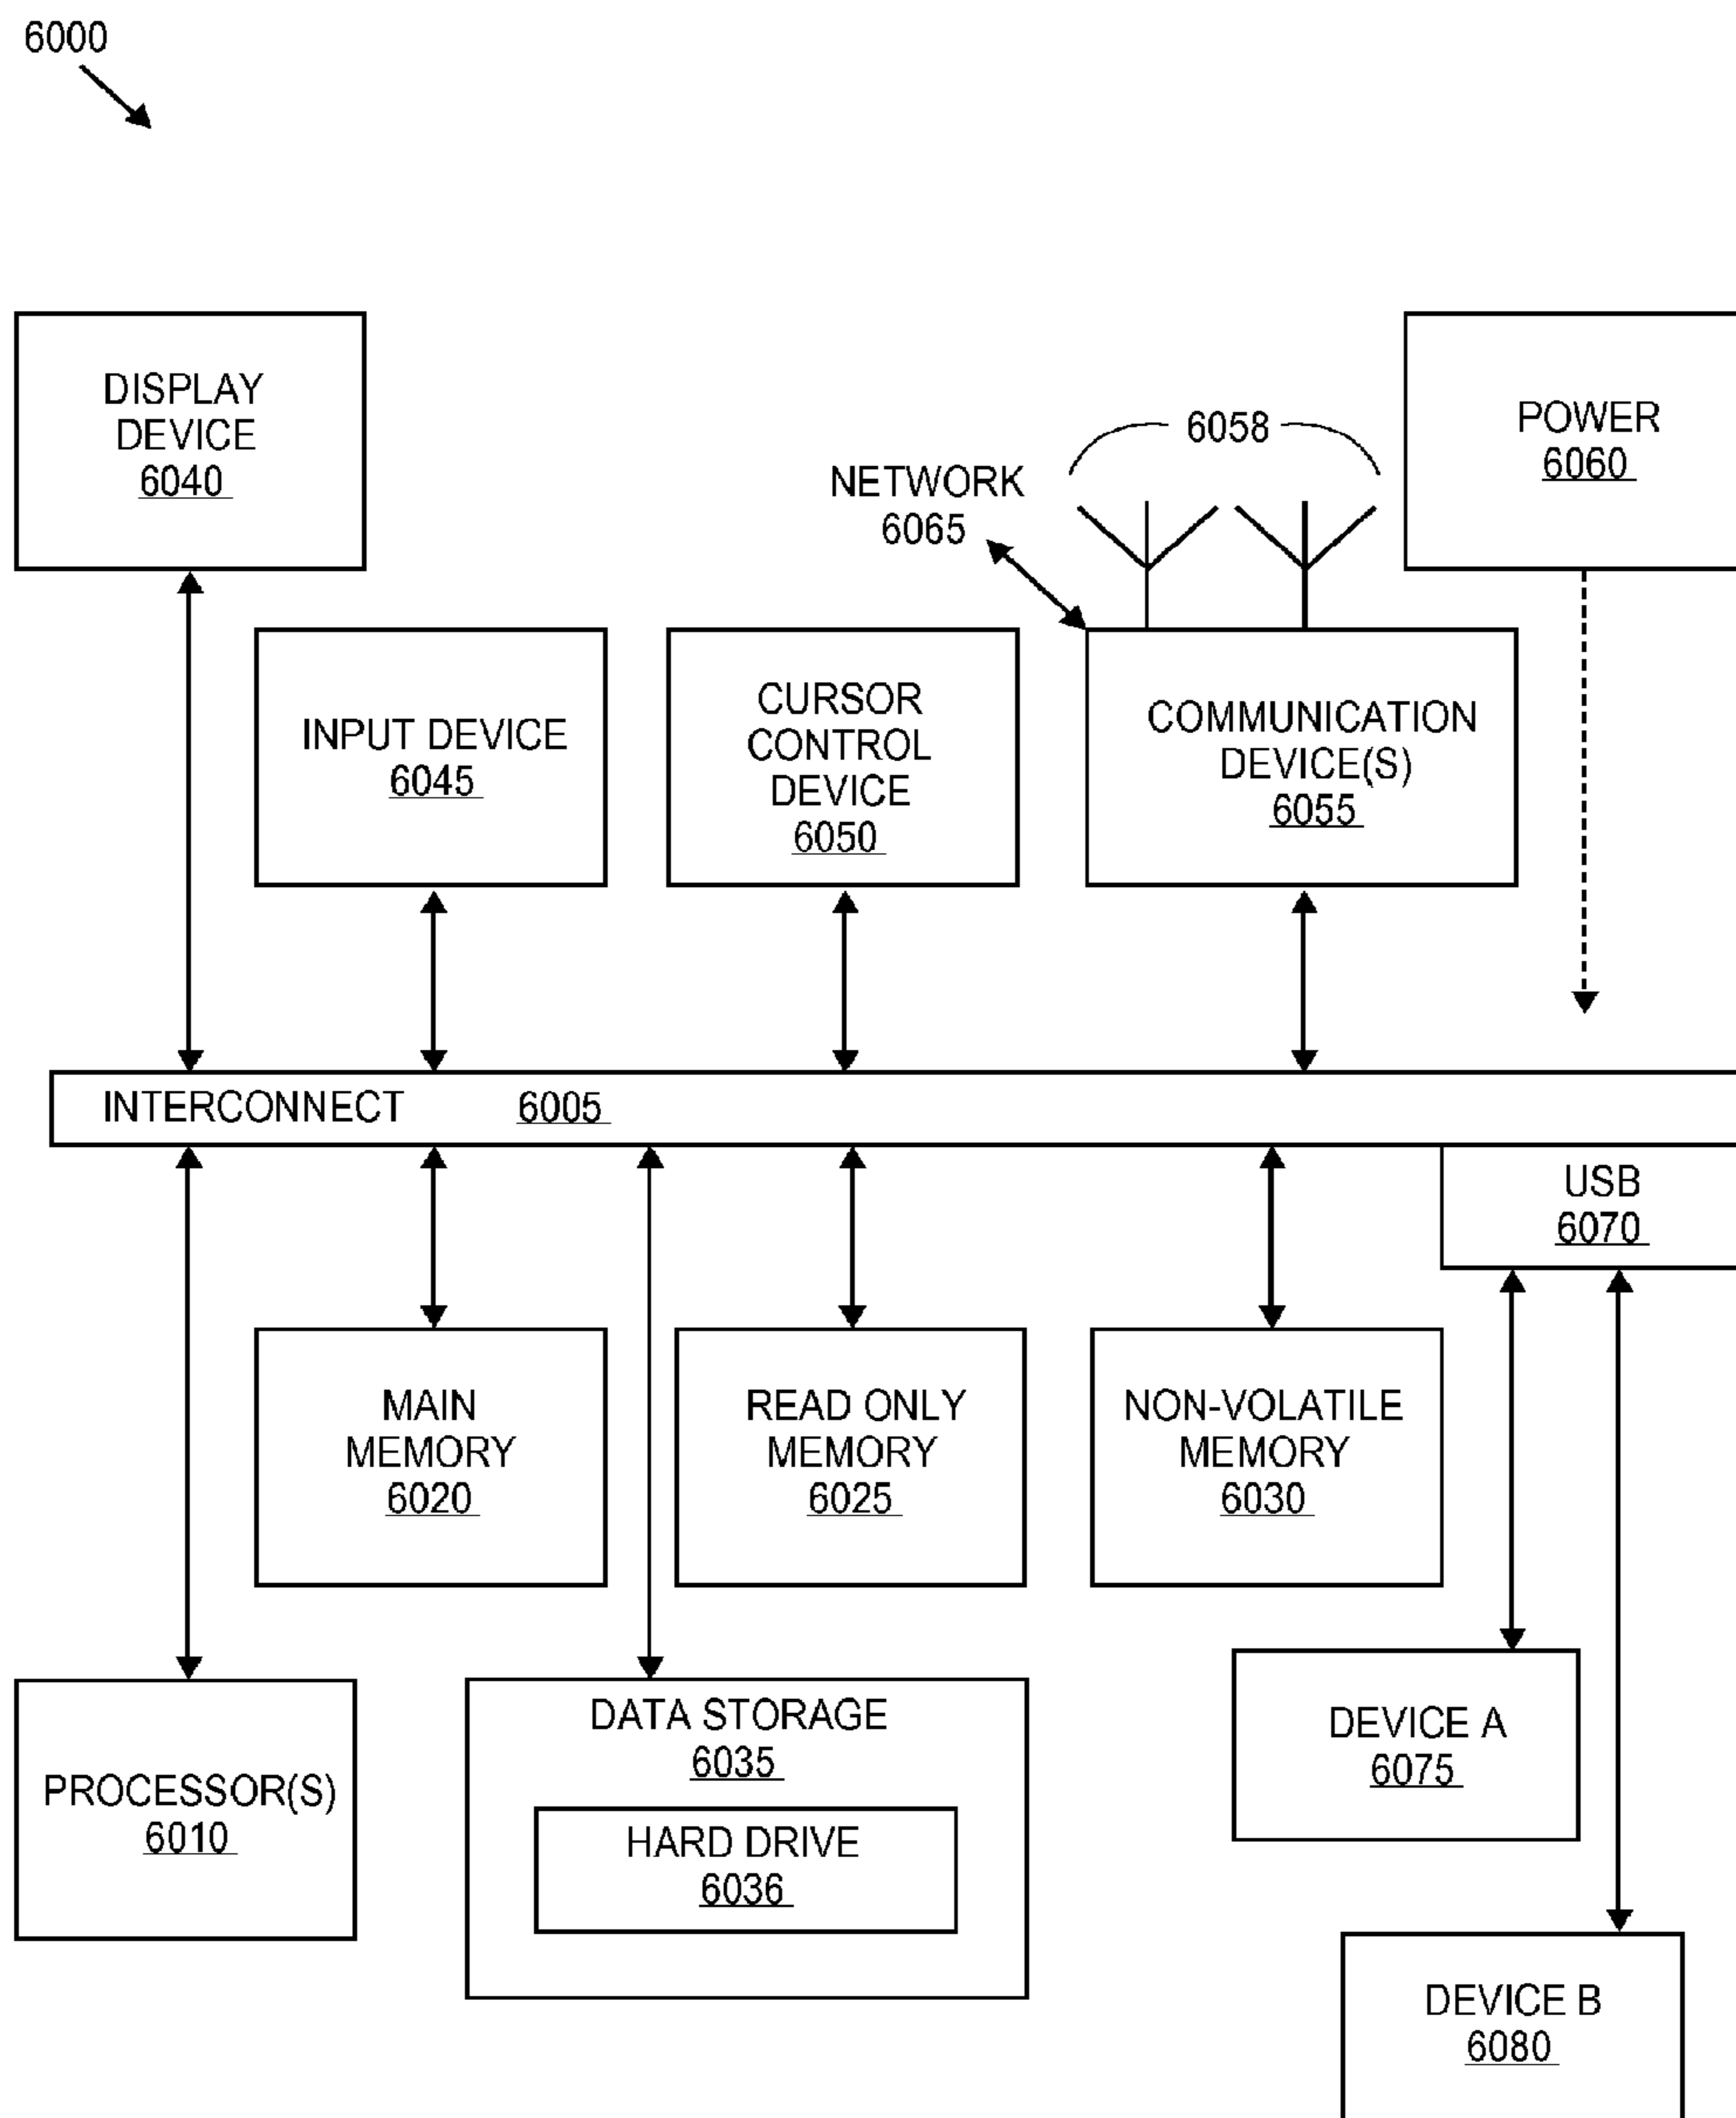 6000
DISPLAY
DEVICE
6040
6058
POWER
6060
NETWORK
6065
INPUT DEVICE
6045
CURSOR
CONTROL
DEVICE
6050
COMMUNICATION
DEVICE(S)
6055
INTERCONNECT 6005
USB
6070
MAIN
MEMORY
6020
READ ONLY
MEMORY
6025
NON-VOLATILE
MEMORY
6030
PROCESSOR(S)
6010
DATA STORAGE
6035
HARD DRIVE
6036
DEVICE A
6075
DEVICE B
6080